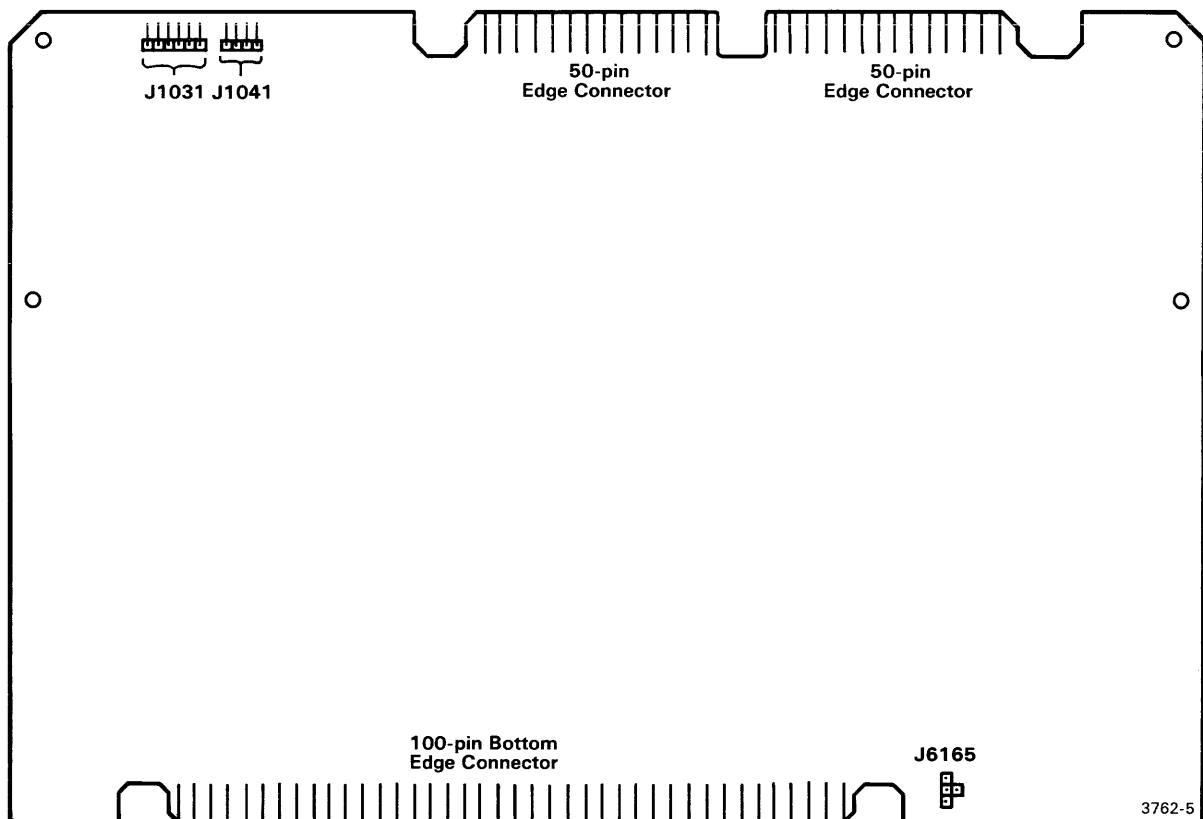 J1031 J1041
50-pin
Edge Connector
50-pin
Edge Connector
100-pin Bottom
Edge Connector
J6165
3762-5